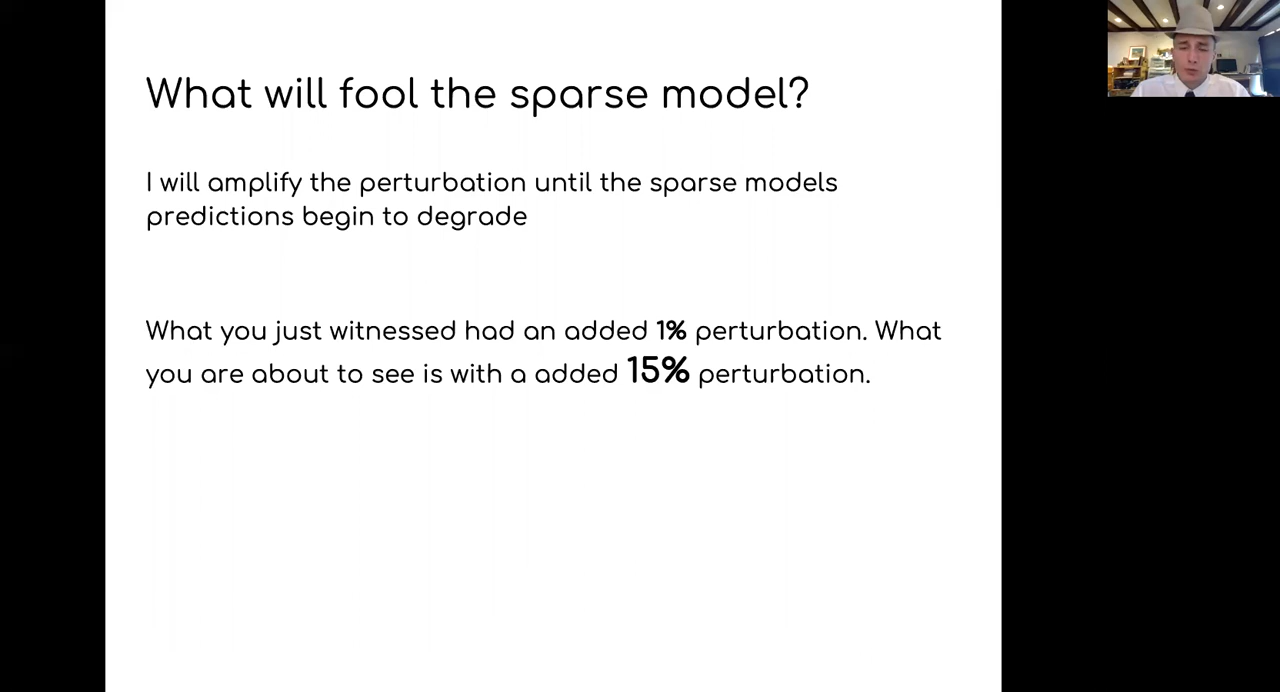 What will fool the sparse model?
I will amplify the perturbation until the sparse models
predictions begin to degrade
What you just witnessed had an added 1% perturbation. What
you are about to see is with a added 15% perturbation.